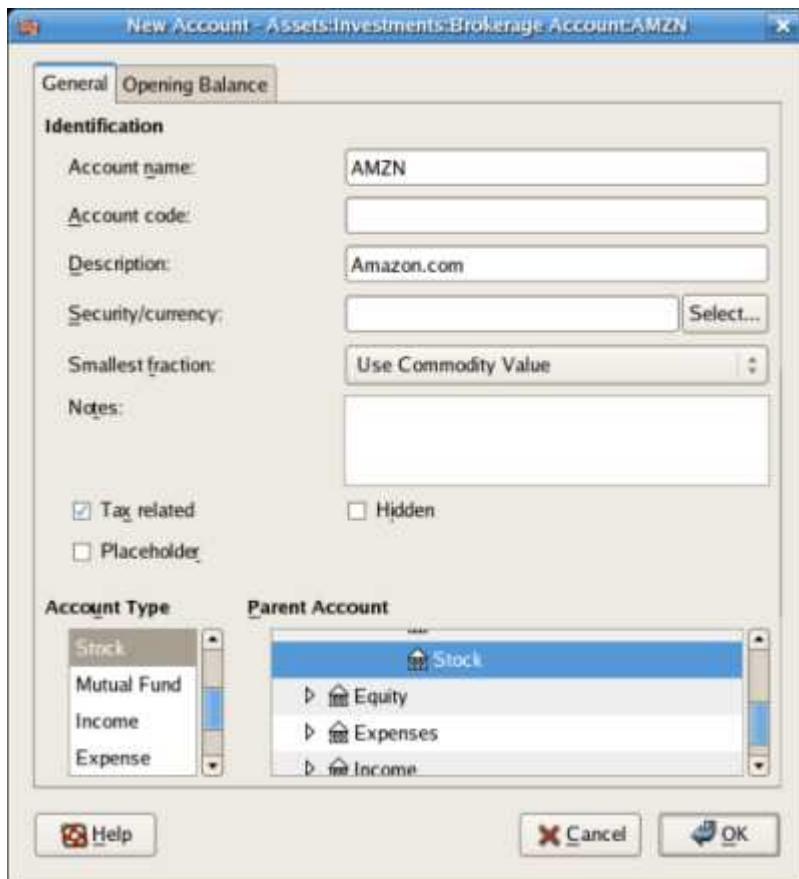 New Account - Assets:Investments:Brokerage Account:AMZN
General Opening Balance
Identification
Account name: AMZN
Account code:
Description: Amazon.com
Security/currency: Select...
Smallest fraction: Use Commodity Value
Notes:
Tax related Hidden
Placeholder
Account Type Parent Account
Stock Stock
Mutual Fund Equity
Income Expenses
Expense Income
Help Cancel OK